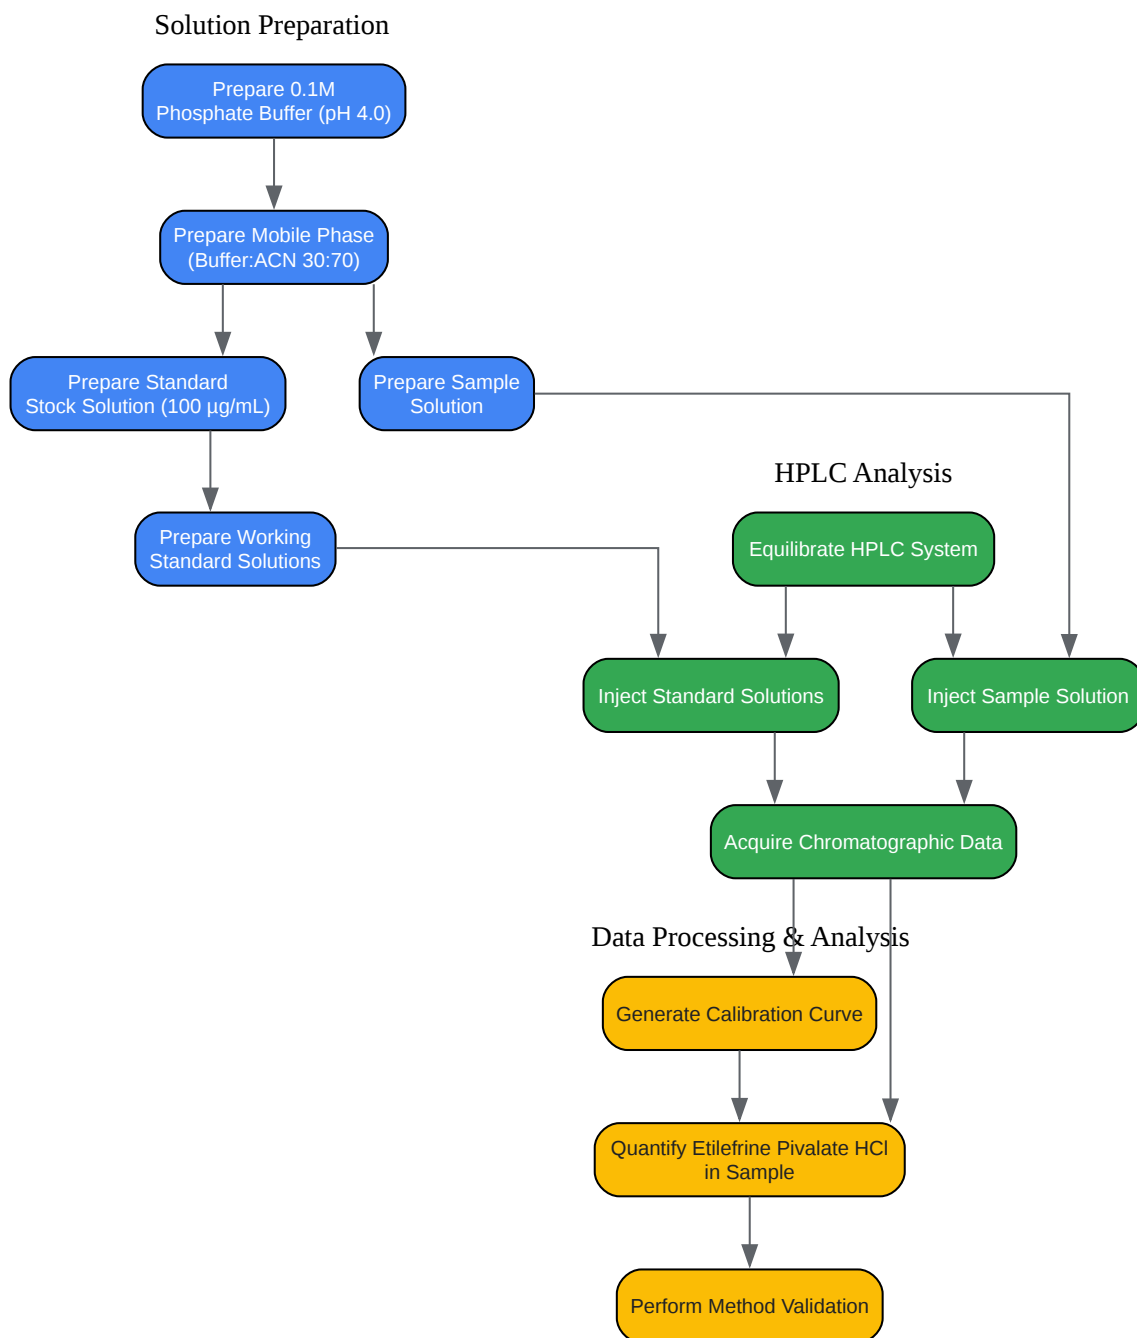 Solution Preparation
Prepare 0.1M
Phosphate Buffer (pH 4.0)
Prepare Mobile Phase
(Buffer:ACN 30:70)
Prepare Standard
Stock Solution (100 µg/mL)
Prepare Sample
Solution
HPLC Analysis
Prepare Working
Standard Solutions
Equilibrate HPLC System
Inject Standard Solutions
Inject Sample Solution
Acquire Chromatographic Data
Data Processing & Analysis
Generate Calibration Curve
Quantify Etilefrine Pivalate HCl
in Sample
Perform Method Validation